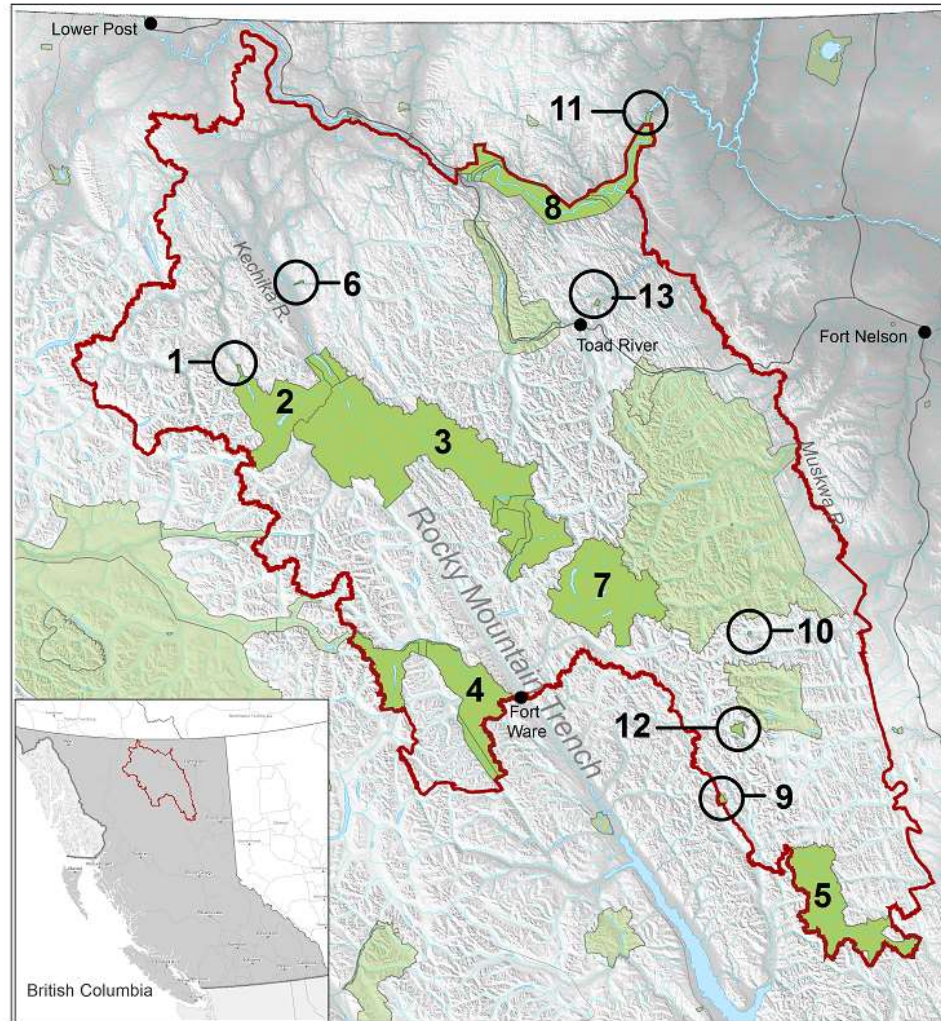 Lower Post
11
8
Kechika R.
6
13
Toad River
Fort Nelson
1
2
3
Muskwa R.
Rocky Mountain Trench
7
10
4
Fort
Ware
12
9
5
British Columbia